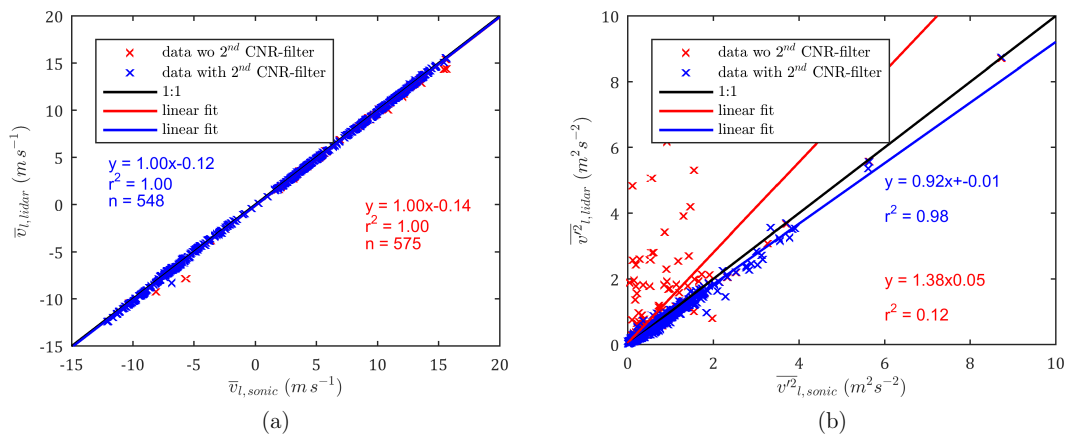 20
15
10
5
0
-5
-10
-15
-15 -10 -5 0 5 10 15 20
v̅l,lidar (m s⁻¹)
v̅l,sonic (m s⁻¹)
data wo 2nd CNR-filter
data with 2nd CNR-filter
1:1
linear fit
linear fit
y = 1.00x-0.12
r² = 1.00
n = 548
y = 1.00x-0.14
r² = 1.00
n = 575
(a)
10
8
6
4
2
0
0 2 4 6 8 10
v'²l,lidar (m²s⁻²)
v'²l,sonic (m²s⁻²)
data wo 2nd CNR-filter
data with 2nd CNR-filter
1:1
linear fit
linear fit
y = 0.92x+-0.01
r² = 0.98
y = 1.38x0.05
r² = 0.12
(b)